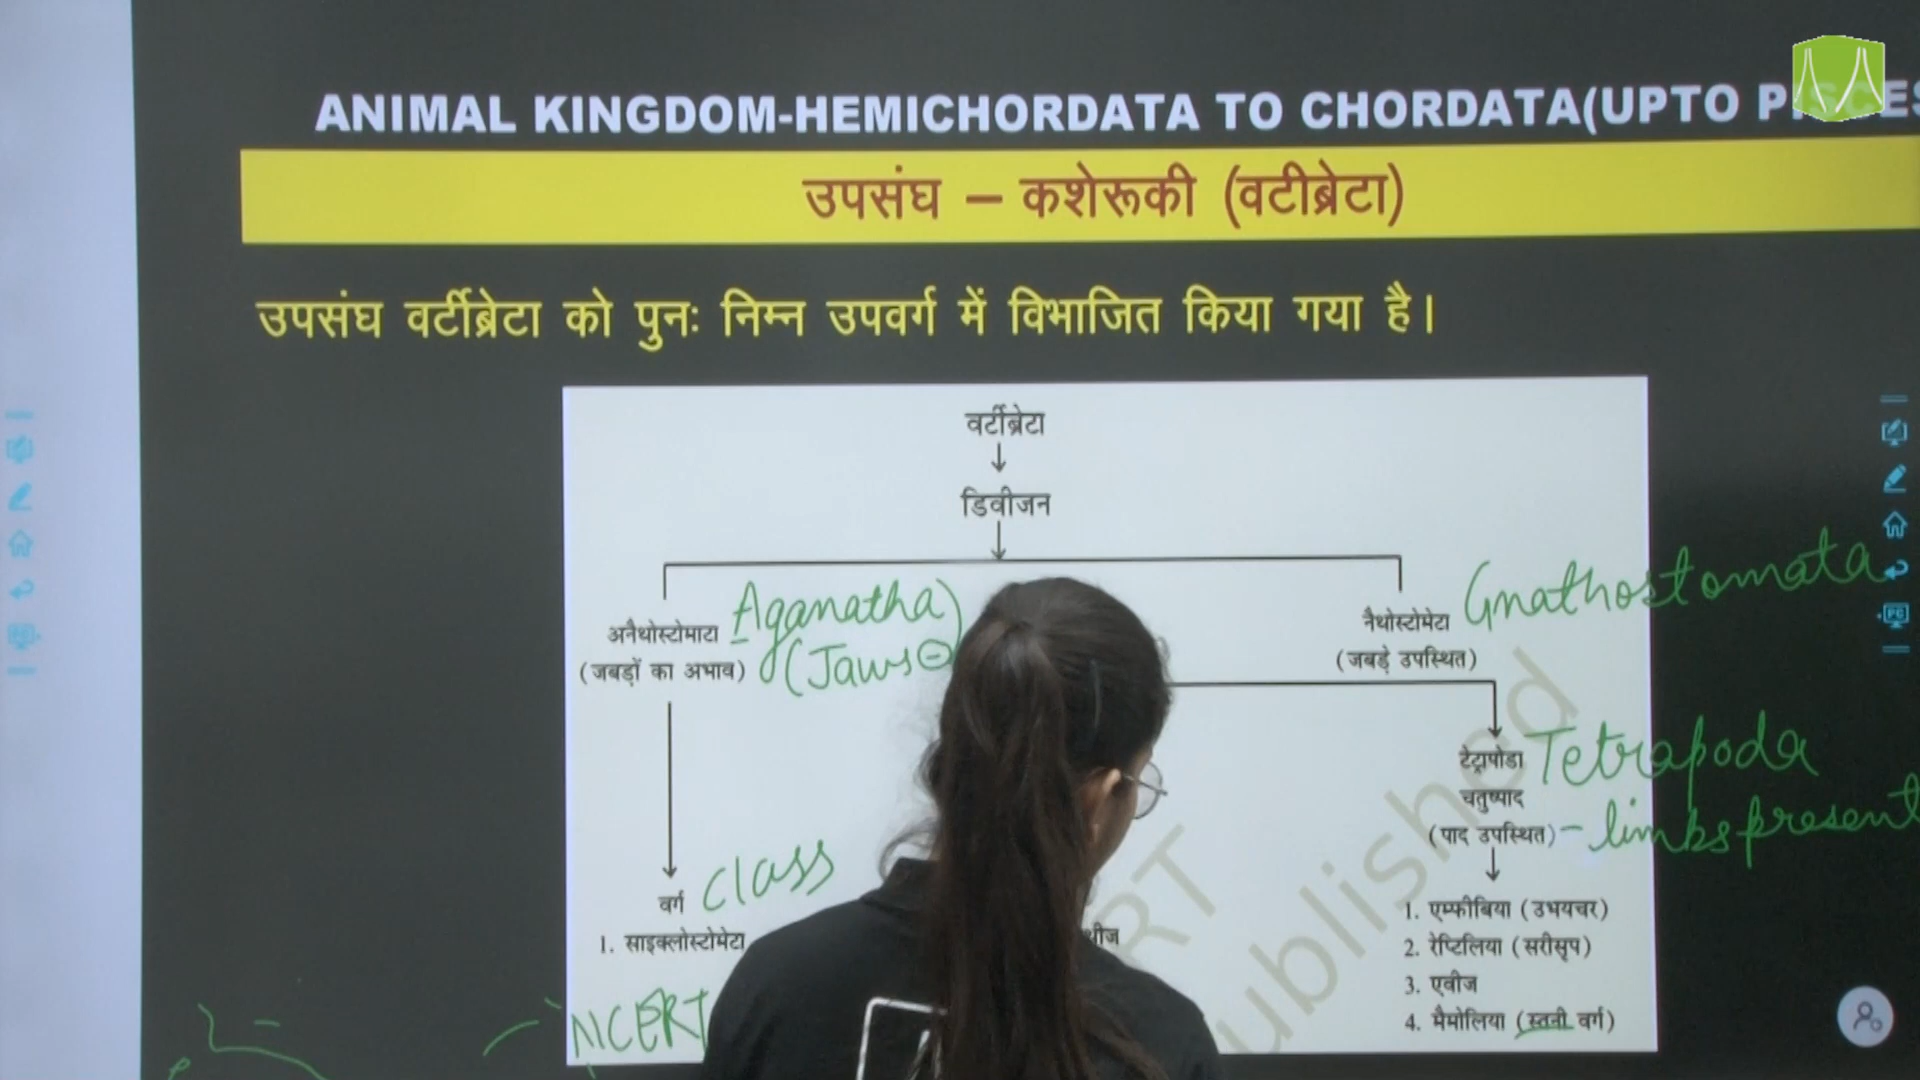 ANIMAL KINGDOM-HEMICHORDATA TO CHORDATA(UPTO PISCES
उपसंघ – कशेरूकी (वटीब्रेटा)
उपसंघ वर्टीब्रेटा को पुनः निम्न उपवर्ग में विभाजित किया गया है।
वर्टीब्रेटा
डिवीजन
अनैथोस्टोमाटा Aganatha)
(जबड़ों का अभाव) (Jaws ⊖
नैथोस्टोमेटा Gnathostomata
(जबड़े उपस्थित)
टेट्रापोडा Tetrapoda
चतुष्पाद
(पाद उपस्थित) – limbs present
वर्ग class
1. साइक्लोस्टोमेटा
1. एम्फीबिया (उभयचर)
2. रेप्टिलिया (सरीसृप)
3. एवीज
4. मैमोलिया (स्तनी वर्ग)
NCERT